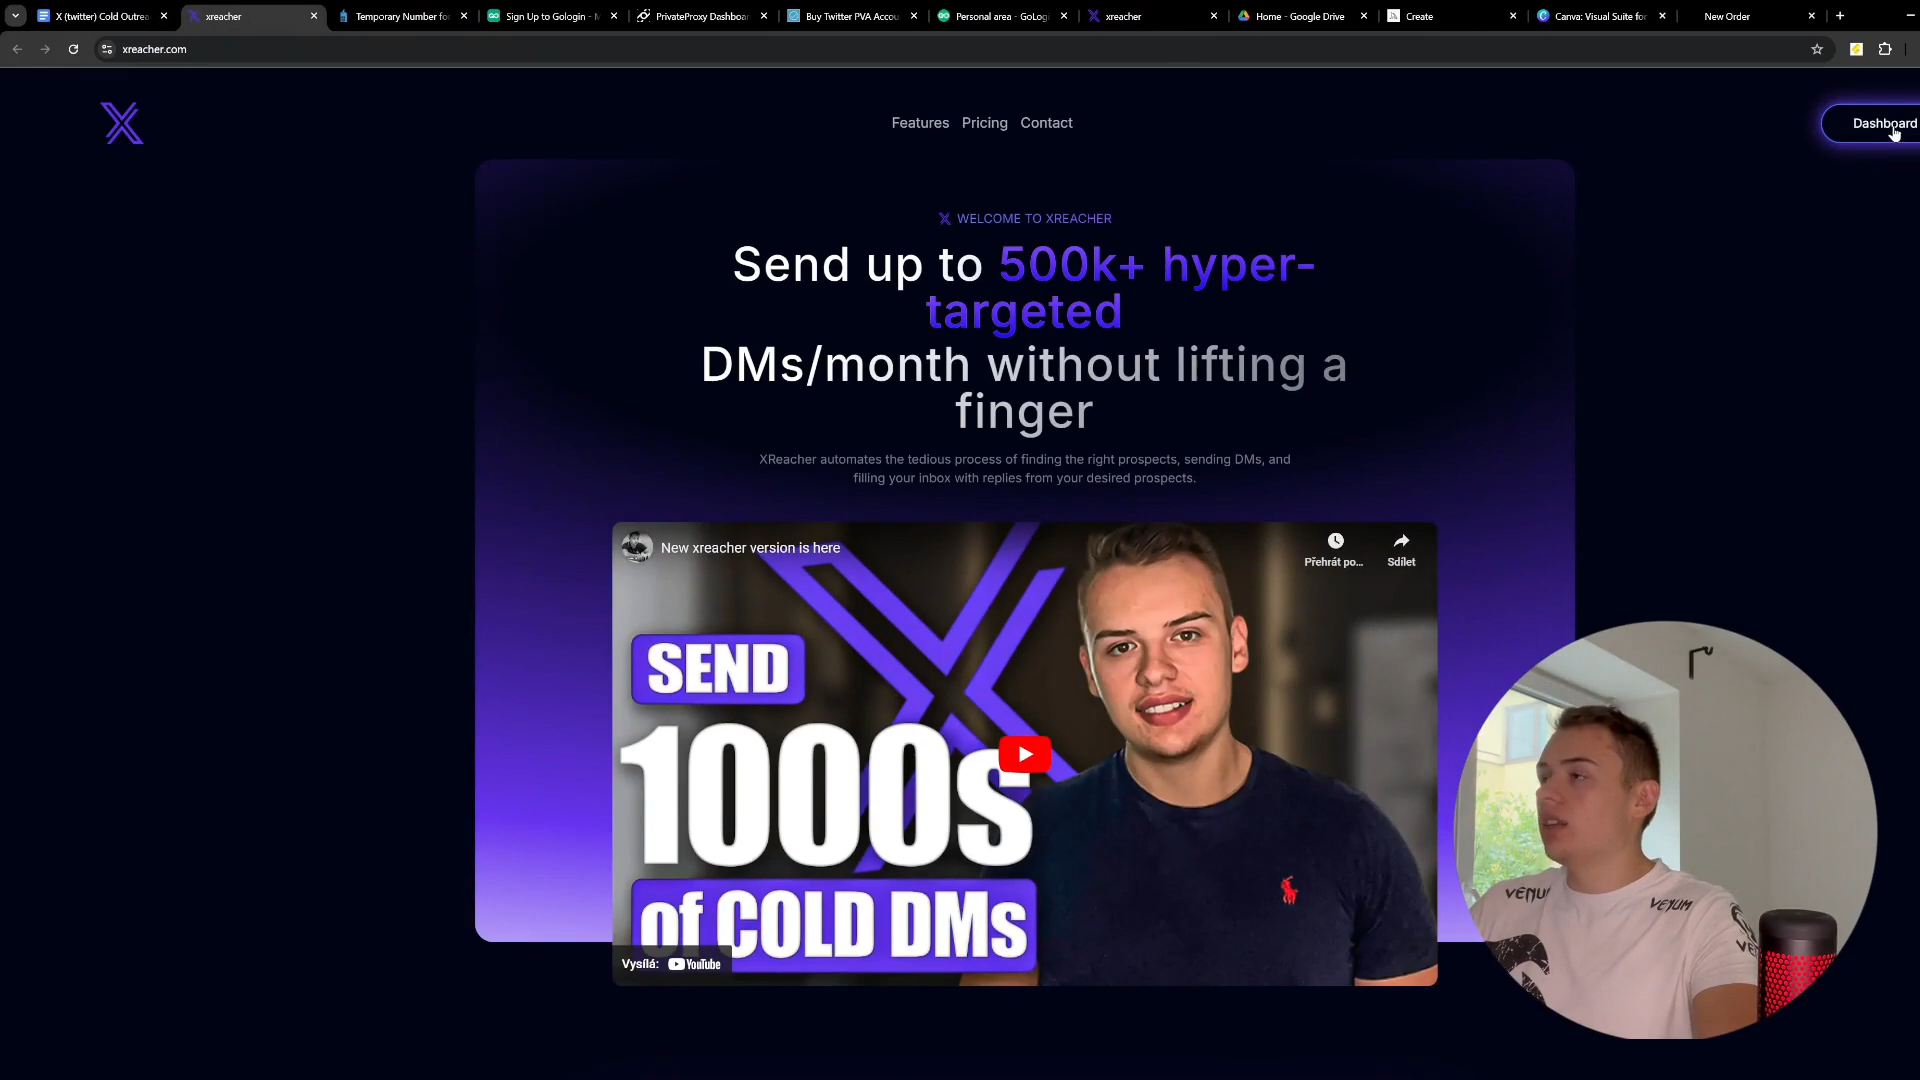 X (twitter) Cold Outrea
xreacher
Temporary Number for
Sign Up to Gologin - M
PrivateProxy Dashboar
Buy Twitter PVA Accou
Personal area - GoLogi
xreacher
Home - Google Drive
Create
Canva: Visual Suite for
New Order
xreacher.com
Features
Pricing
Contact
Dashboard
WELCOME TO XREACHER
Send up to 500k+ hyper-
targeted
DMs/month without lifting a
finger
XReacher automates the tedious process of finding the right prospects, sending DMs, and
filling your inbox with replies from your desired prospects.
New xreacher version is here
Přehrát po...
Sdílet
SEND
1000s
of COLD DMs
Vysílá: YouTube
VENUM
VENUM